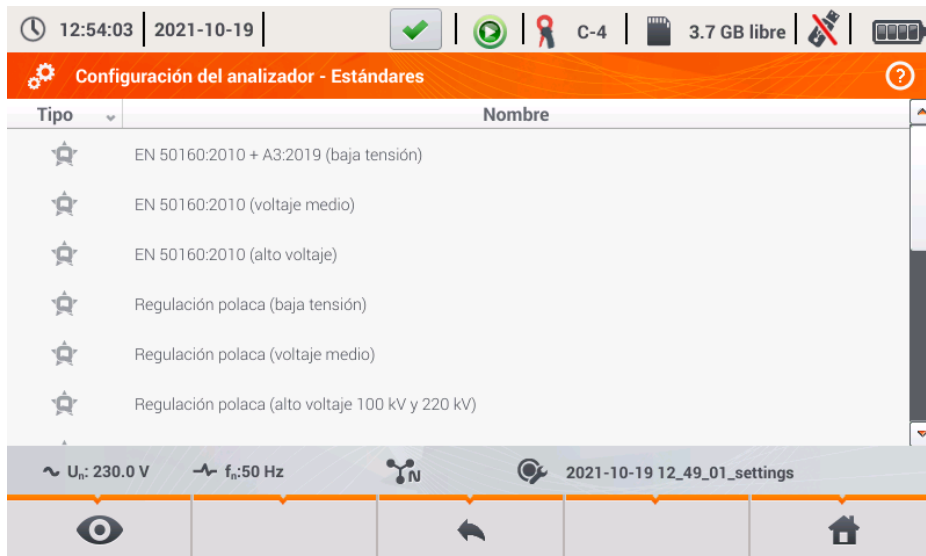 12:54:03 2021-10-19 C-4 3.7 GB libre
Configuración del analizador - Estándares ?
Tipo Nombre
EN 50160:2010 + A3:2019 (baja tensión)
EN 50160:2010 (voltaje medio)
EN 50160:2010 (alto voltaje)
Regulación polaca (baja tensión)
Regulación polaca (voltaje medio)
Regulación polaca (alto voltaje 100 kV y 220 kV)
Un: 230.0 V fn:50 Hz N 2021-10-19 12_49_01_settings